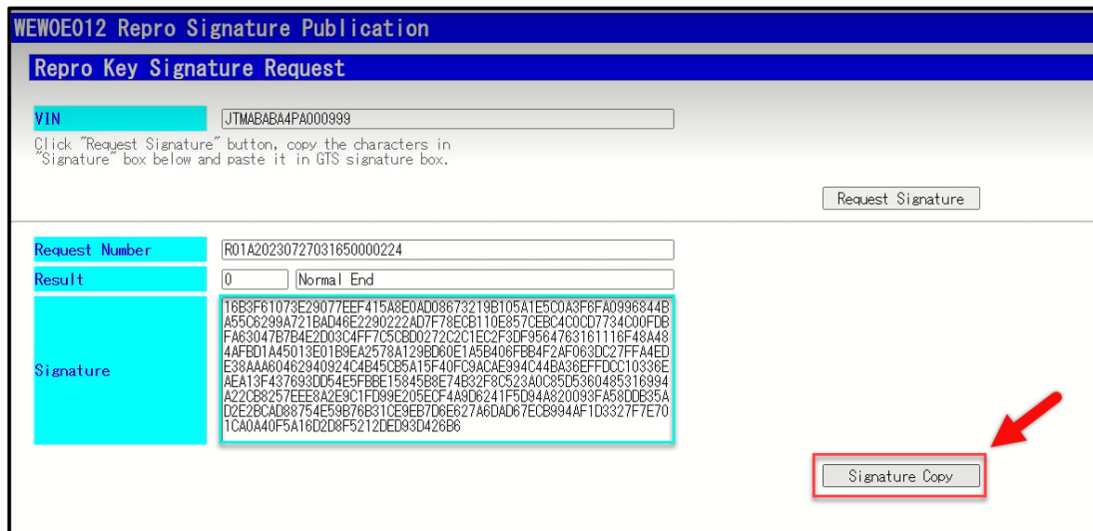 WEWOE012 Repro Signature Publication
Repro Key Signature Request
VIN JTMABABA4PA000999
Click "Request Signature" button, copy the characters in
"Signature" box below and paste it in GTS signature box.
Request Signature
Request Number R01A20230727031650000224
Result 0 Normal End
Signature
16B3F61073E29077EEF415A8E0AD08673219B105A1E5C0A3F6FA0996844B
A55C6299A721BAD46E2290222AD7F78ECB110E857CEBC4C0CD7734C00FDB
FA63047B7B4E2D03C4FF7C5CBD0272C2C1EC2F3DF9564763161116F48A48
4AFBD1A45013E01B9EA2578A129BD60E1A5B406FBB4F2AF063DC27FFA4ED
E38AAA60462940924C4B45CB5A15F40FC9ACAE994C44BA36EFFDCC10336E
AEA13F437693DD54E5FBBE15845B8E74B32F8C523A0C85D5360485316994
A22CB8257EEE8A2E9C1FD99E205ECF4A9D6241F5D94A820093FA58DDB35A
D2E2BCAD88754E59B76B31CE9EB7D6E627A6DAD67ECB994AF1D3327F7E70
1CA0A40F5A16D2D8F5212DED93D426B6
Signature Copy